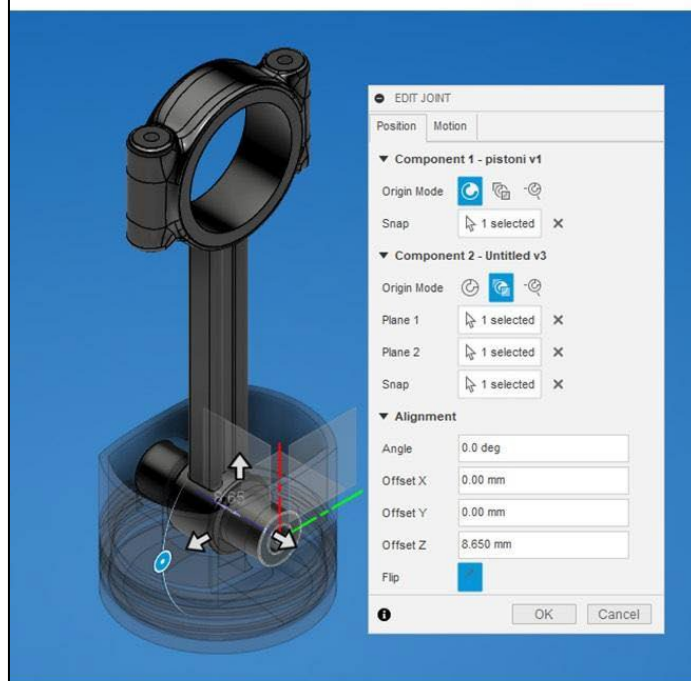 EDIT JOINT
Position Motion
Component 1 - pistoni v1
Origin Mode
Snap 1 selected
Component 2 - Untitled v3
Origin Mode
Plane 1 1 selected
Plane 2 1 selected
Snap 1 selected
Alignment
Angle 0.0 deg
Offset X 0.00 mm
Offset Y 0.00 mm
8.65
Offset Z 8.650 mm
Flip
OK Cancel